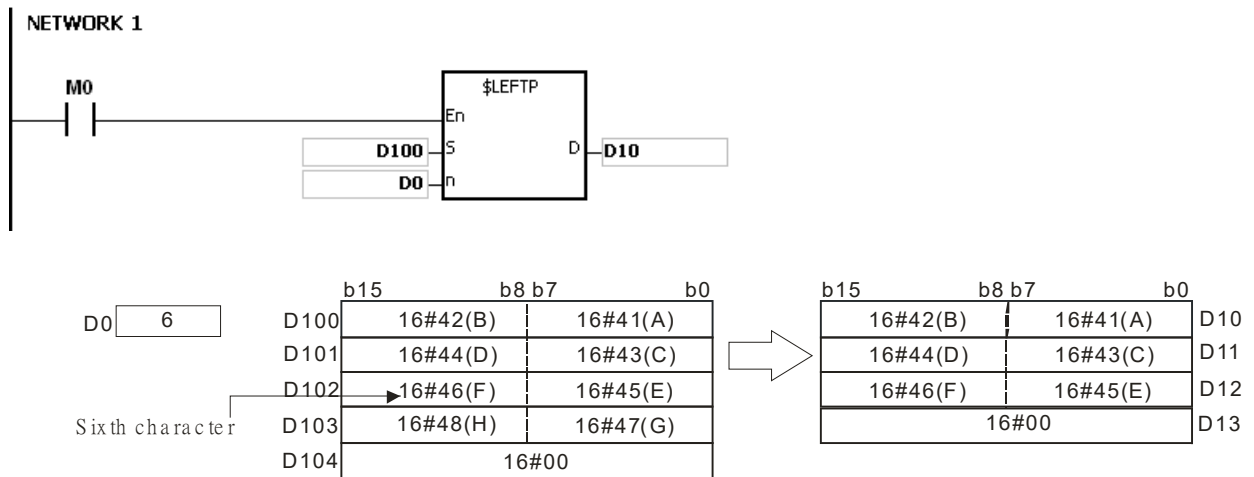 NETWORK 1
M0
$LEFTP
En
D100 S D D10
D0 n
b15 b8 b7 b0 b15 b8 b7 b0
D0 6 D100 16#42(B) 16#41(A) 16#42(B) 16#41(A) D10
D101 16#44(D) 16#43(C) 16#44(D) 16#43(C) D11
D102 16#46(F) 16#45(E) 16#46(F) 16#45(E) D12
Sixth character D103 16#48(H) 16#47(G) 16#00 D13
D104 16#00